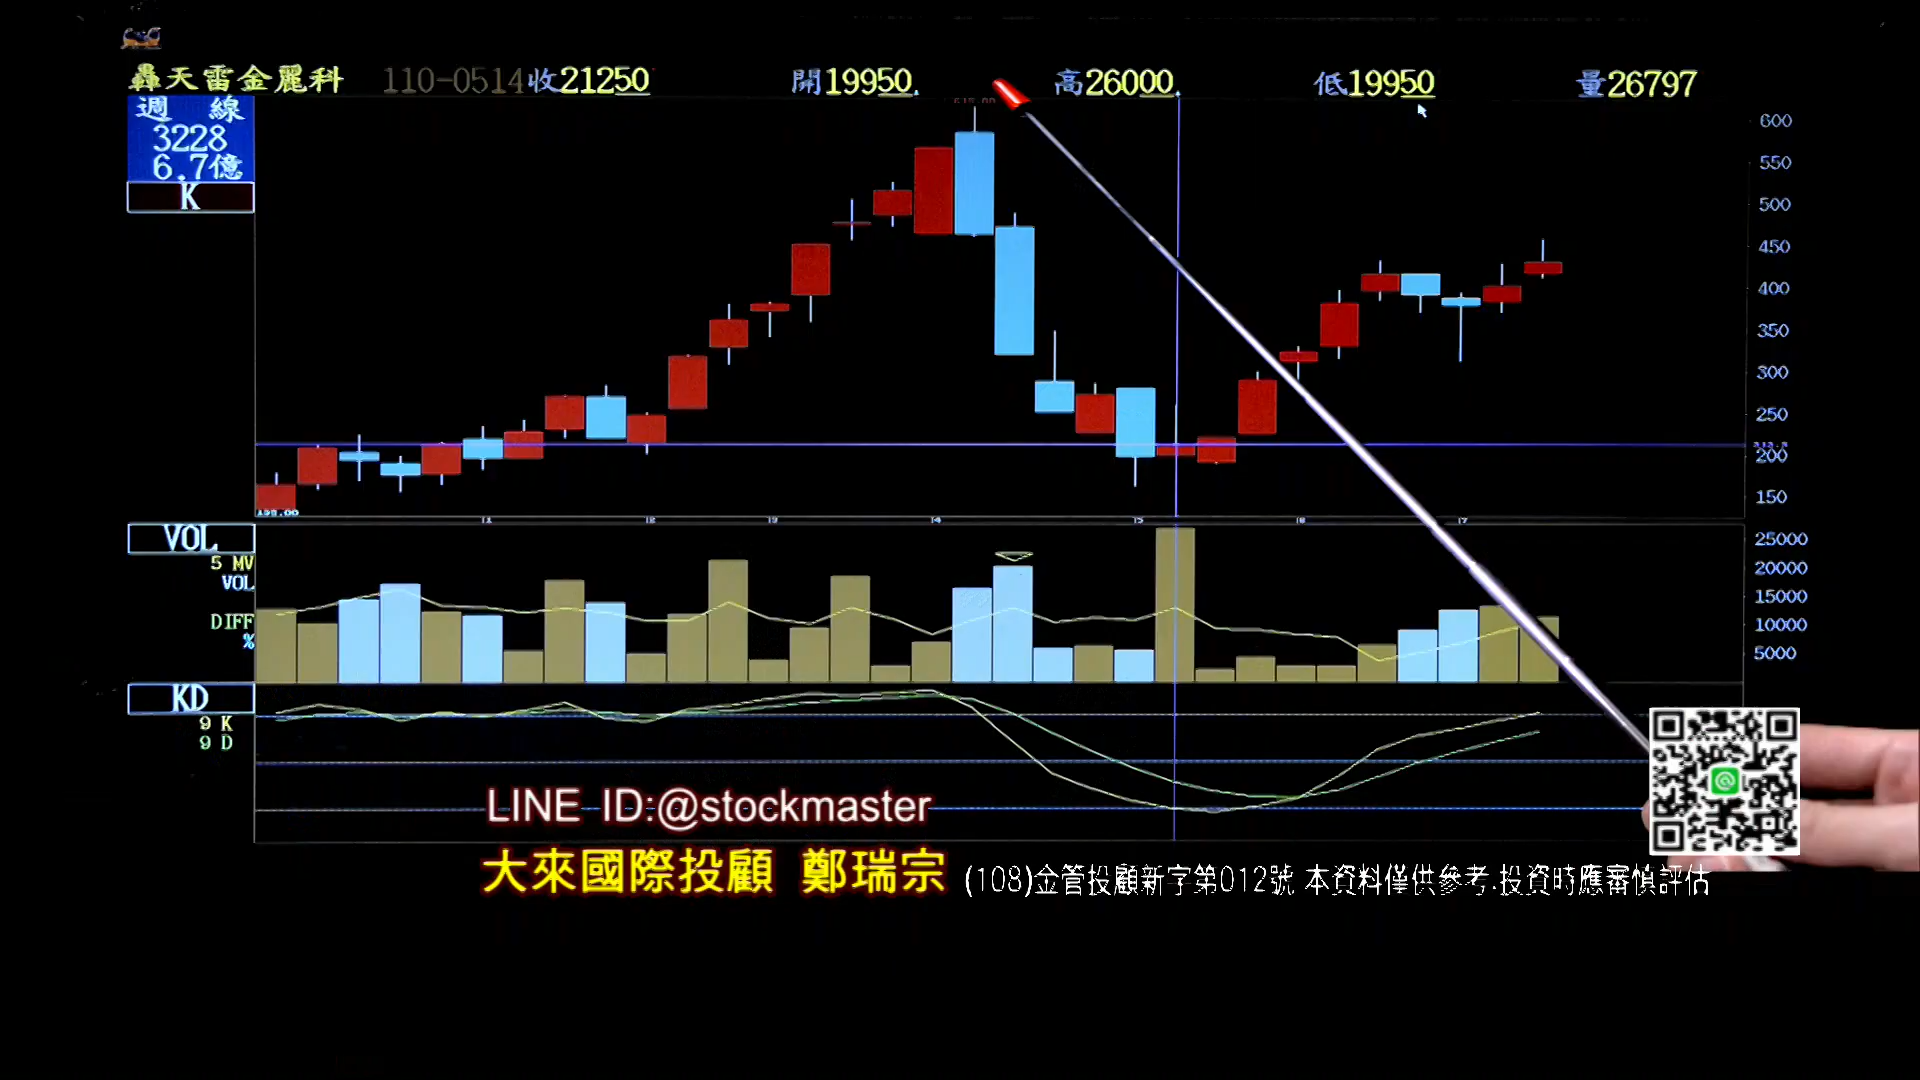 轟天雷金麗科 110-0514 收21250 開19950. 高26000. 低19950 量26797
週 線
3228
6.7億
K
600
550
500
450
400
350
300
250
200
150
VOL
5 MV
VOL
DIFF
%
25000
20000
15000
10000
5000
KD
9 K
9 D
LINE ID:@stockmaster
大來國際投顧 鄭瑞宗 (108)金管投顧新字第012號 本資料僅供參考.投資時應審慎評估